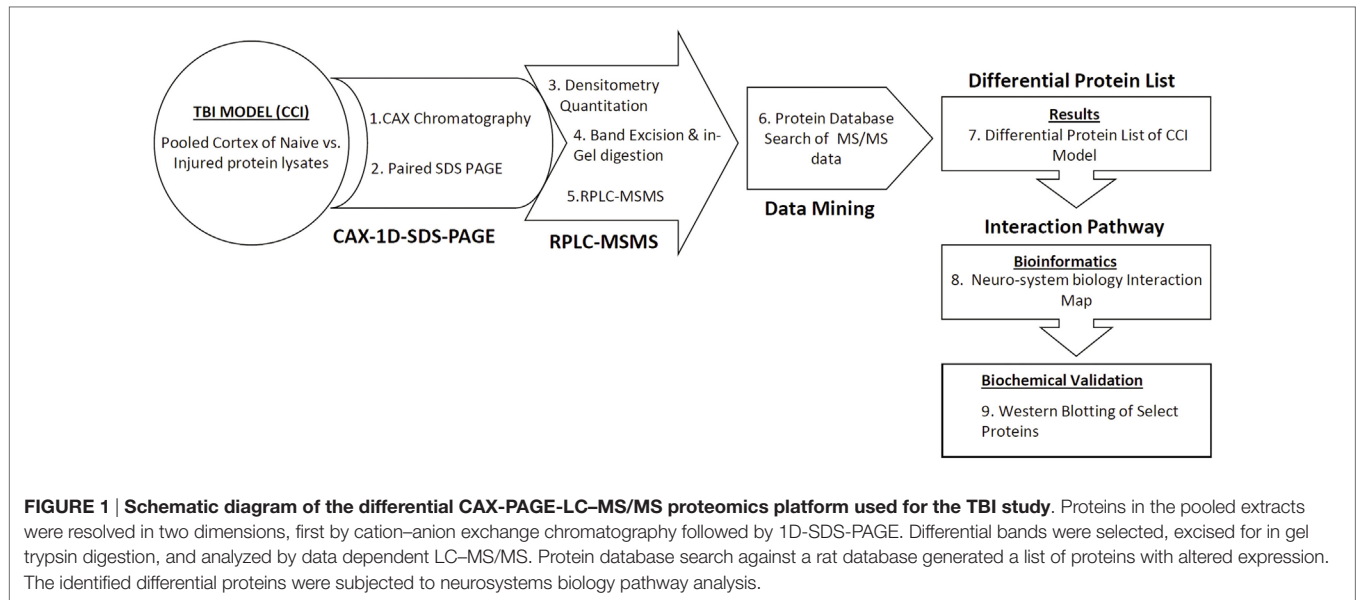 TBI MODEL (CCI)
Pooled Cortex of Naive vs.
Injured protein lysates
1.CAX Chromatography
2. Paired SDS PAGE
CAX-1D-SDS-PAGE
3. Densitometry
Quantitation
4. Band Excision & in-
Gel digestion
5.RPLC-MSMS
RPLC-MSMS
6. Protein Database
Search of MS/MS
data
Data Mining
Differential Protein List
Results
7. Differential Protein List of CCI
Model
Interaction Pathway
Bioinformatics
8. Neuro-system biology Interaction
Map
Biochemical Validation
9. Western Blotting of Select
Proteins
FIGURE 1 | Schematic diagram of the differential CAX-PAGE-LC–MS/MS proteomics platform used for the TBI study. Proteins in the pooled extracts
were resolved in two dimensions, first by cation–anion exchange chromatography followed by 1D-SDS-PAGE. Differential bands were selected, excised for in gel
trypsin digestion, and analyzed by data dependent LC–MS/MS. Protein database search against a rat database generated a list of proteins with altered expression.
The identified differential proteins were subjected to neurosystems biology pathway analysis.